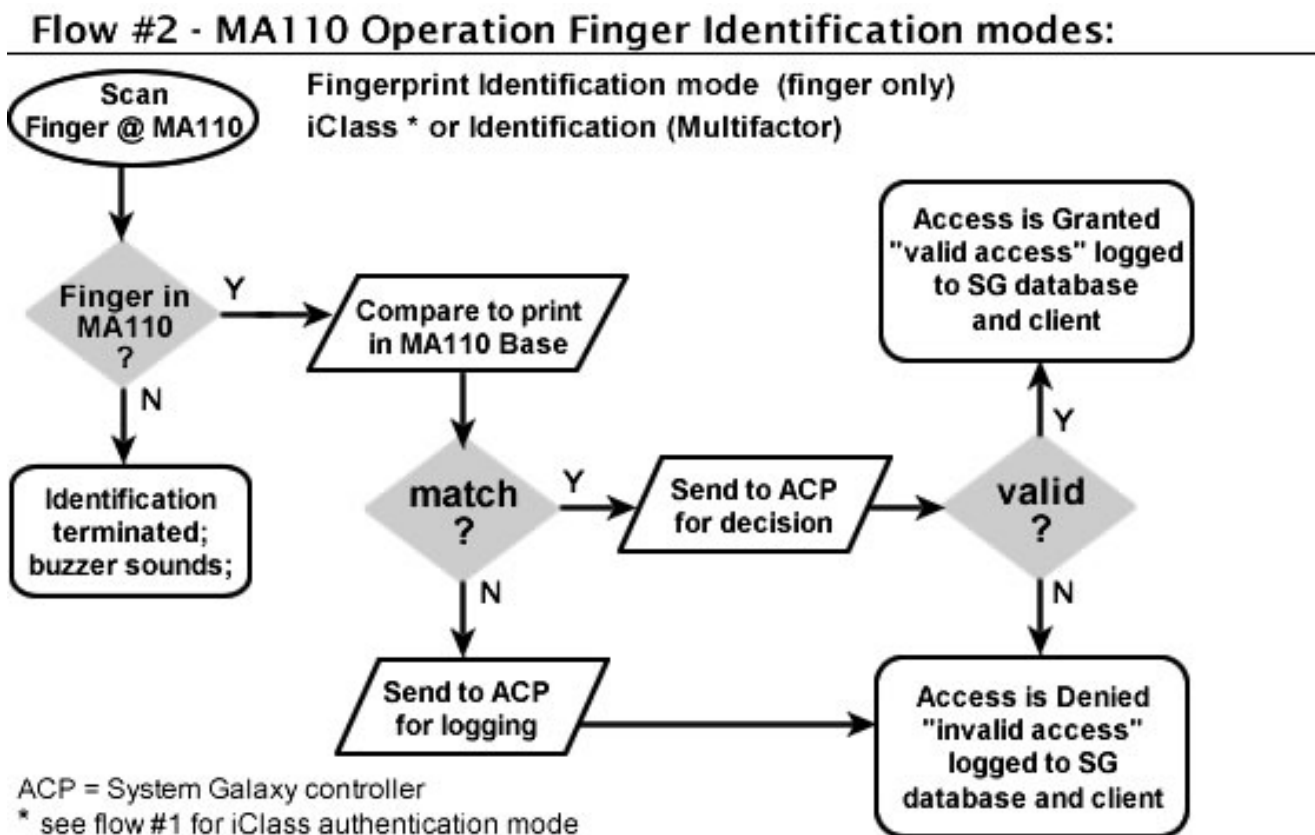 Flow #2 - MA110 Operation Finger Identification modes:
Scan
Finger @ MA110
Fingerprint Identification mode (finger only)
iClass * or Identification (Multifactor)
Finger in
MA110
?
Y
N
Identification
terminated;
buzzer sounds;
Compare to print
in MA110 Base
match
?
Y
N
Send to ACP
for decision
Send to ACP
for logging
valid
?
Y
N
Access is Granted
"valid access" logged
to SG database
and client
Access is Denied
"invalid access"
logged to SG
database and client
ACP = System Galaxy controller
* see flow #1 for iClass authentication mode